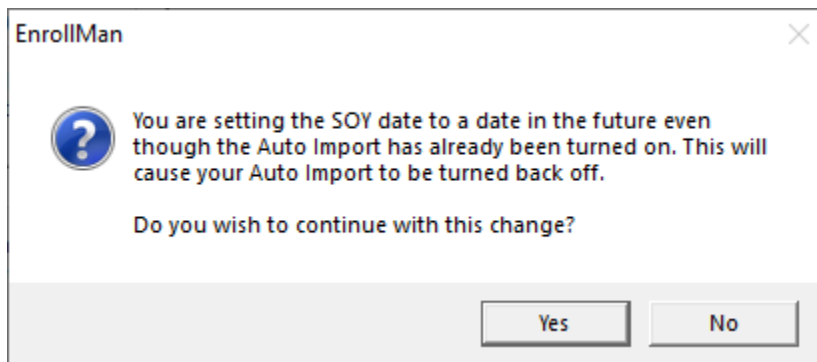 EnrollMan
You are setting the SOY date to a date in the future even
though the Auto Import has already been turned on. This will
cause your Auto Import to be turned back off.
Do you wish to continue with this change?
Yes
No